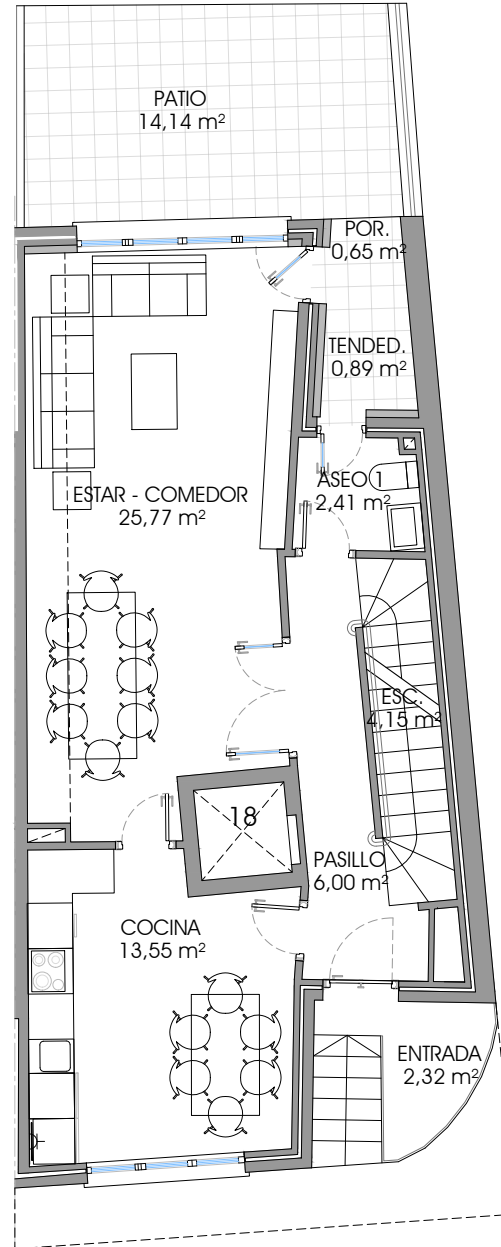 PATIO
14,14 m²
POR.
0,65 m²
TENDED.
0,89 m²
ESTAR - COMEDOR
25,77 m²
ASEO 1
2,41 m²
ESC.
4,15 m²
18
PASILLO
6,00 m²
COCINA
13,55 m²
ENTRADA
2,32 m²